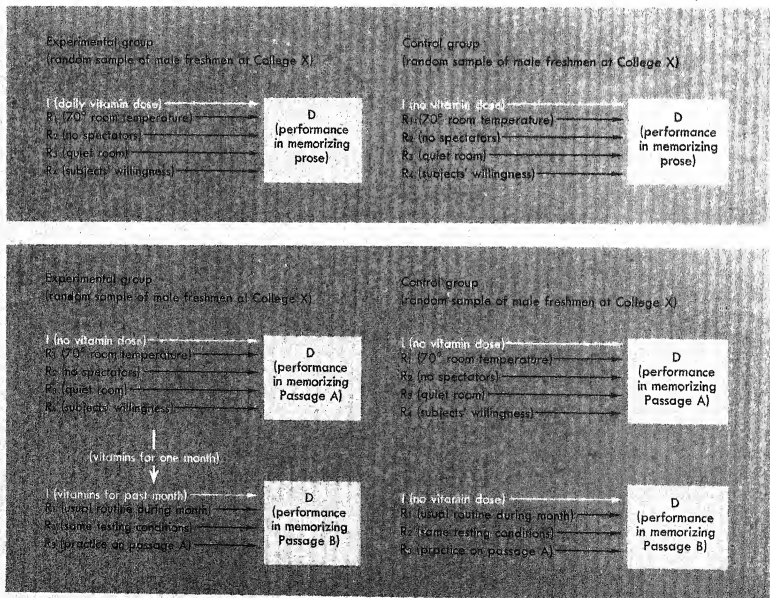 Experimental group
(random sample of male freshmen at College X)
I (daily vitamin dose)
R₁ (70° room temperature)
R₂ (no spectators)
R₃ (quiet room)
R₄ (subjects' willingness)
D
(performance
in memorizing
prose)
Control group
(random sample of male freshmen at College X)
I (no vitamin dose)
R₁ (70° room temperature)
R₂ (no spectators)
R₃ (quiet room)
R₄ (subjects' willingness)
D
(performance
in memorizing
prose)
Experimental group
(random sample of male freshmen at College X)
I (no vitamin dose)
R₁ (70° room temperature)
R₂ (no spectators)
R₃ (quiet room)
R₄ (subjects' willingness)
D
(performance
in memorizing
Passage A)
Control group
(random sample of male freshmen at College X)
I (no vitamin dose)
R₁ (70° room temperature)
R₂ (no spectators)
R₃ (quiet room)
R₄ (subjects' willingness)
D
(performance
in memorizing
Passage A)
(vitamins for one month)
I (vitamins for past month)
R₁ (usual routine during month)
R₂ (same testing conditions)
R₃ (practice on passage A)
D
(performance
in memorizing
Passage B)
I (no vitamin dose)
R₁ (usual routine during month)
R₂ (same testing conditions)
R₃ (practice on passage A)
D
(performance
in memorizing
Passage B)